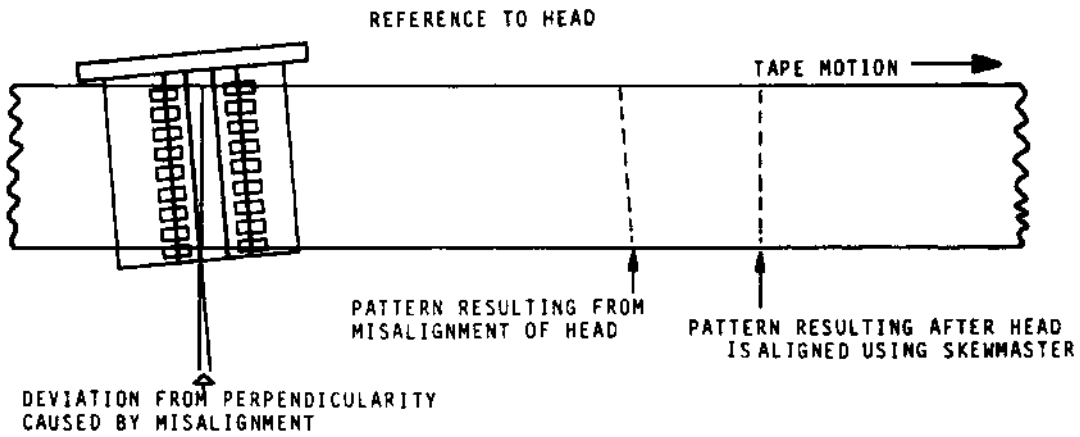 REFERENCE TO HEAD
TAPE MOTION
PATTERN RESULTING FROM
MISALIGNMENT OF HEAD
PATTERN RESULTING AFTER HEAD
IS ALIGNED USING SKEWMASTER
DEVIATION FROM PERPENDICULARITY
CAUSED BY MISALIGNMENT